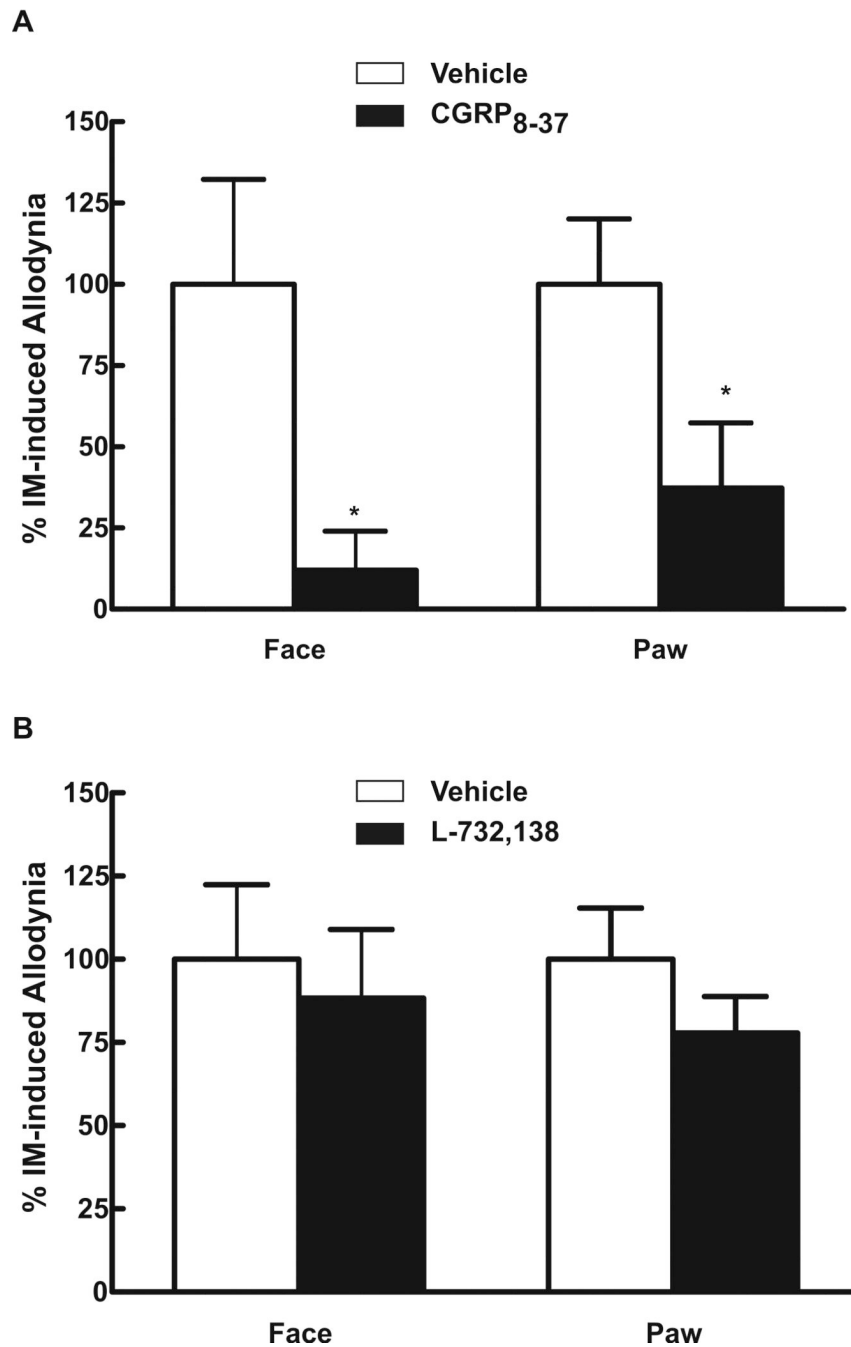 A
Vehicle
CGRP8-37
% IM-induced Allodynia
150
125
100
75
50
25
0
*
*
Face Paw
B
Vehicle
L-732,138
% IM-induced Allodynia
150
125
100
75
50
25
0
Face Paw